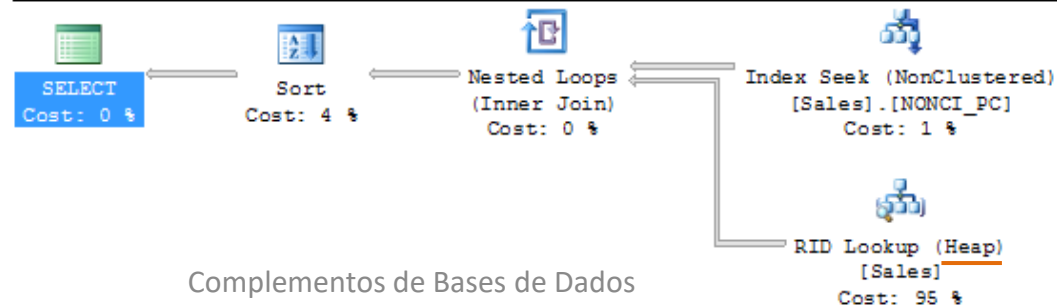 SELECT
Cost: 0 %
Sort
Cost: 4 %
Nested Loops
(Inner Join)
Cost: 0 %
Index Seek (NonClustered)
[Sales].[NONCI_PC]
Cost: 1 %
RID Lookup (Heap)
[Sales]
Cost: 95 %
Complementos de Bases de Dados